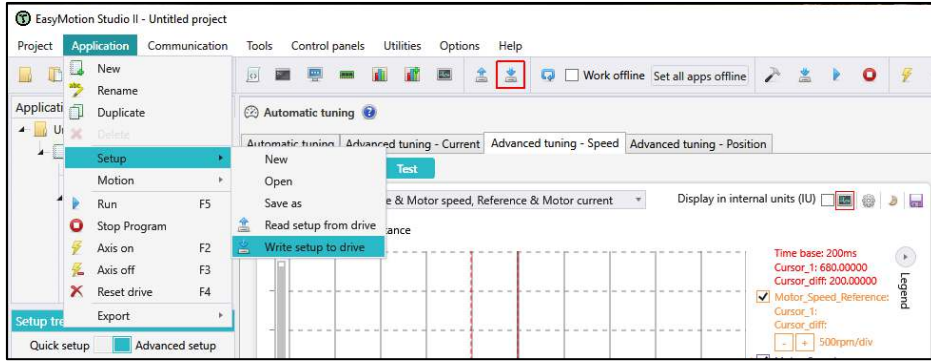 EasyMotion Studio II - Untitled project
Project Application Communication Tools Control panels Utilities Options Help
New
Work offline Set all apps offline
Rename
Applicati
Duplicate
Automatic tuning
Delete
Automatic tuning Advanced tuning - Current Advanced tuning - Speed Advanced tuning - Position
Setup
New
Test
Motion
Open
Run F5
Save as
e & Motor speed, Reference & Motor current
Display in internal units (IU)
Stop Program
Read setup from drive
ance
Axis on F2
Write setup to drive
Axis off F3
Reset drive F4
Export
Time base: 200ms
Cursor_1: 680.00000
Cursor_diff: 200.00000
Motor_Speed_Reference:
Cursor_1:
Cursor_diff:
- + 500rpm/div
Legend
Setup tre
Quick setup Advanced setup